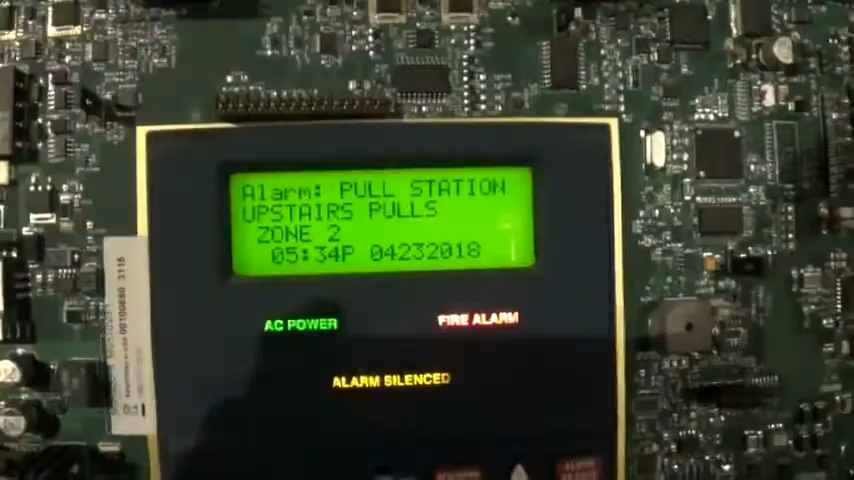 Alarm: PULL STATION
UPSTAIRS PULLS
ZONE 2
05:34P 04232018
AC POWER
FIRE ALARM
ALARM SILENCED